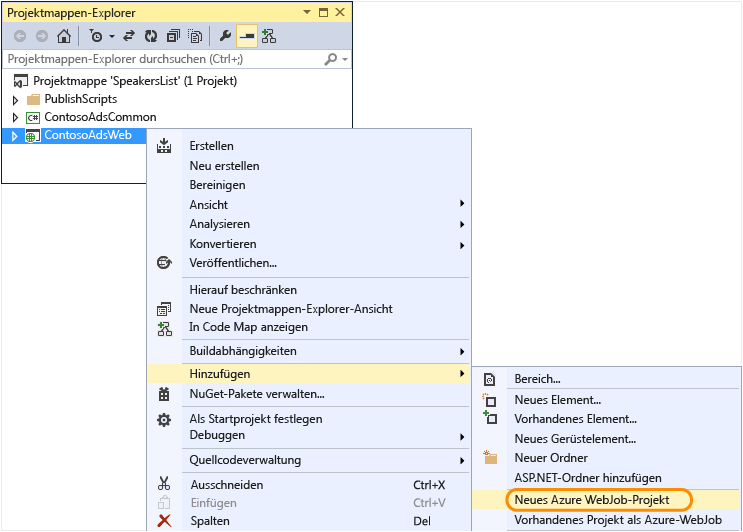 Projektmappen-Explorer
Projektmappen-Explorer durchsuchen (Ctrl+;)
Projektmappe 'SpeakersList' (1 Projekt)
PublishScripts
C# ContosoAdsCommon
ContosoAdsWeb
Erstellen
Neu erstellen
Bereinigen
Ansicht
Analysieren
Konvertieren
Veröffentlichen...
Hierauf beschränken
Neue Projektmappen-Explorer-Ansicht
In Code Map anzeigen
Buildabhängigkeiten
Hinzufügen
NuGet-Pakete verwalten...
Als Startprojekt festlegen
Debuggen
Quellcodeverwaltung
Ausschneiden Ctrl+X
Einfügen Ctrl+V
Spalten Del
Bereich...
Neues Element...
Vorhandenes Element...
Neues Gerüstelement...
Neuer Ordner
ASP.NET-Ordner hinzufügen
Neues Azure WebJob-Projekt
Vorhandenes Projekt als Azure-WebJob